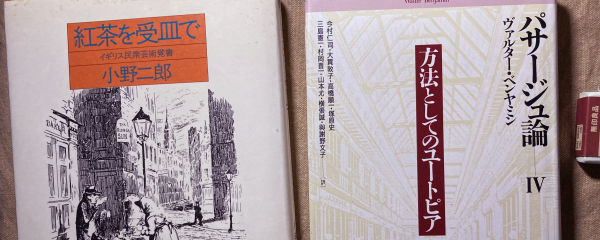 紅茶を受皿で
イギリス民衆芸術覚書
小野二郎
Walter Benjamin
パサージュ論
ヴァルター・ベンヤミン
IV
方法としてのユートピア
今村仁司・大貫敦子・高橋順一・塚原史
三島憲一・村岡晋一・山本尤・横張誠・與謝野文子
訳